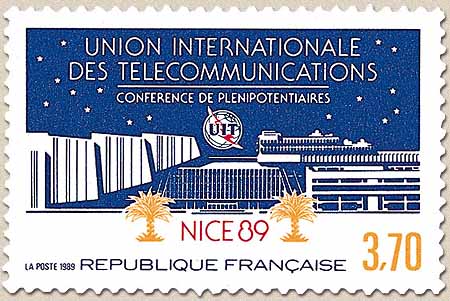 UNION INTERNATIONALE
DES TELECOMMUNICATIONS
CONFERENCE DE PLENIPOTENTIAIRES
UIT
NICE 89
3,70
LA POSTE 1989 REPUBLIQUE FRANÇAISE